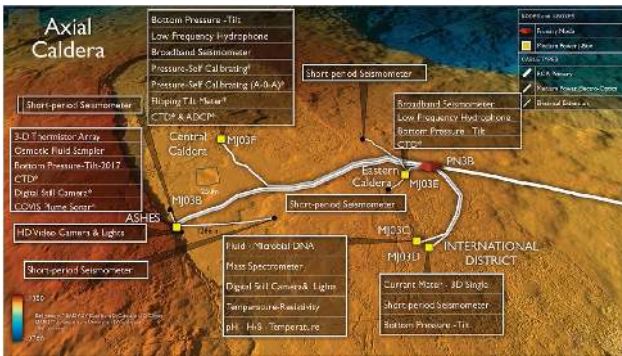 Axial
Caldera
Bottom Pressure -Tilt
Low Frequency Hydrophone
Broadband Seismometer
Pressure-Self Calibrating*
Pressure-Self Calibrating (A-0-A)*
Flipping Tilt Meter*
CTD* & ADCP*
Short-period Seismometer
Primary Node
CABLE TYPES
Short-period Seismometer
Broadband Seismometer
Low Frequency Hydrophone
Bottom Pressure - Tilt
CTD*
3-D Thermistor Array
Osmotic Fluid Sampler
Bottom Pressure-Tilt-2017
CTD*
Digital Still Camera*
COVIS Plume Sonar*
Central
Caldera
MJ03F
PN3B
Eastern
Caldera
MJ03E
MJ03B
ASHES
Short-period Seismometer
HD Video Camera & Lights
MJ03C
MJ03D
INTERNATIONAL
DISTRICT
Fluid - Microbial DNA
Mass Spectrometer
Digital Still Camera& Lights
Temperature-Resistivity
pH - H₂S - Temperature
Short-period Seismometer
Current Meter - 3D Single
Short-period Seismometer
Bottom Pressure -Tilt